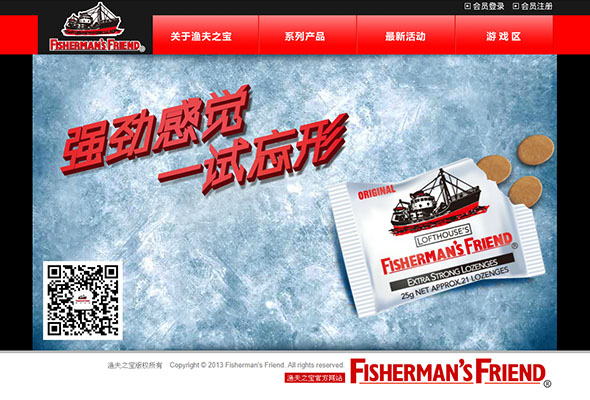 会员登录 会员注册
FISHERMAN'S FRIEND®
关于渔夫之宝 系列产品 最新活动 游戏区
强劲感觉
一试应形
ORIGINAL
LOFTHOUSE'S
FISHERMAN'S FRIEND®
EXTRA STRONG LOZENGES
25g NET APPROX. 21 LOZENGES
渔夫之宝版权所有 Copyright © 2013 Fisherman's Friend. All rights reserved
渔夫之宝官方网站
FISHERMAN'S FRIEND®